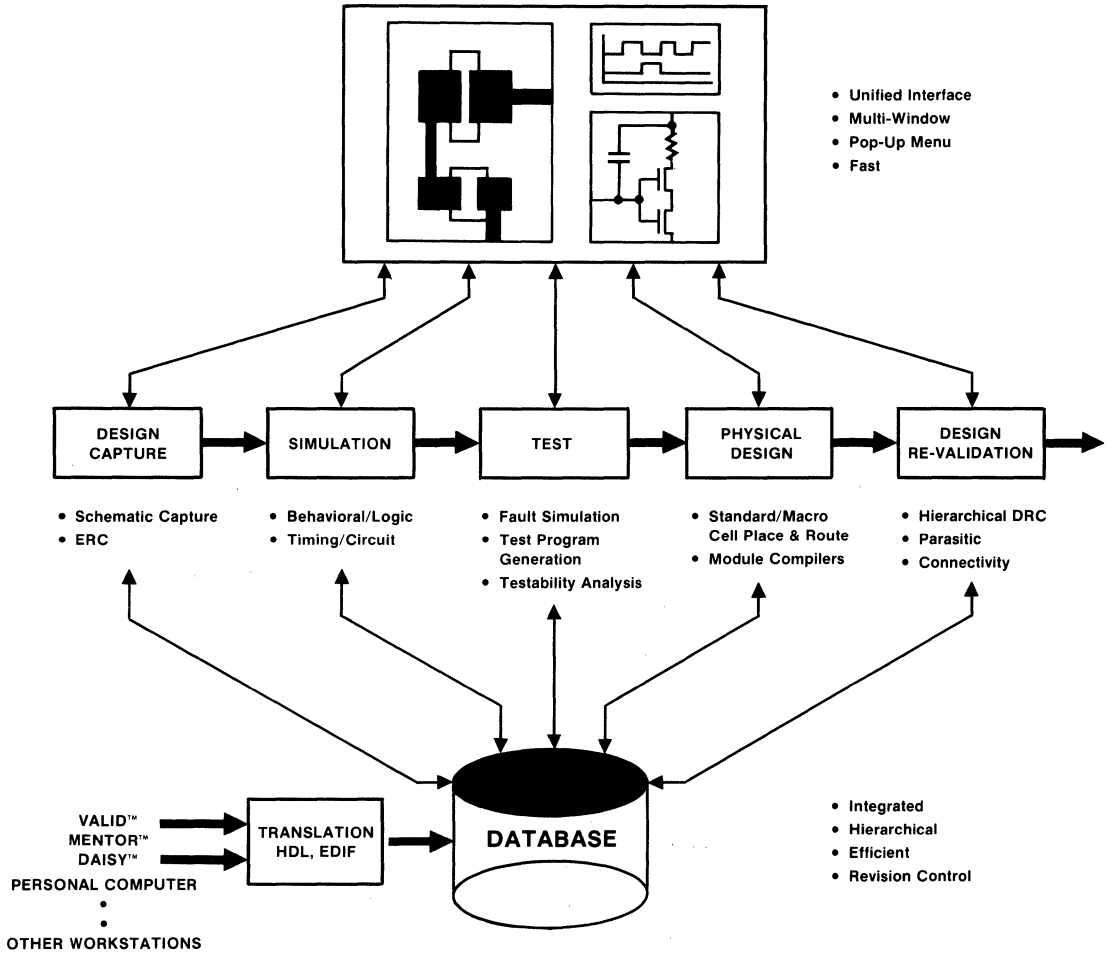 • Unified Interface
• Multi-Window
• Pop-Up Menu
• Fast
DESIGN
CAPTURE
SIMULATION
TEST
PHYSICAL
DESIGN
DESIGN
RE-VALIDATION
• Schematic Capture
• ERC
• Behavioral/Logic
• Timing/Circuit
• Fault Simulation
• Test Program
Generation
• Testability Analysis
• Standard/Macro
Cell Place & Route
• Module Compilers
• Hierarchical DRC
• Parasitic
• Connectivity
VALID™
MENTOR™
DAISY™
PERSONAL COMPUTER
•
•
OTHER WORKSTATIONS
TRANSLATION
HDL, EDIF
DATABASE
• Integrated
• Hierarchical
• Efficient
• Revision Control